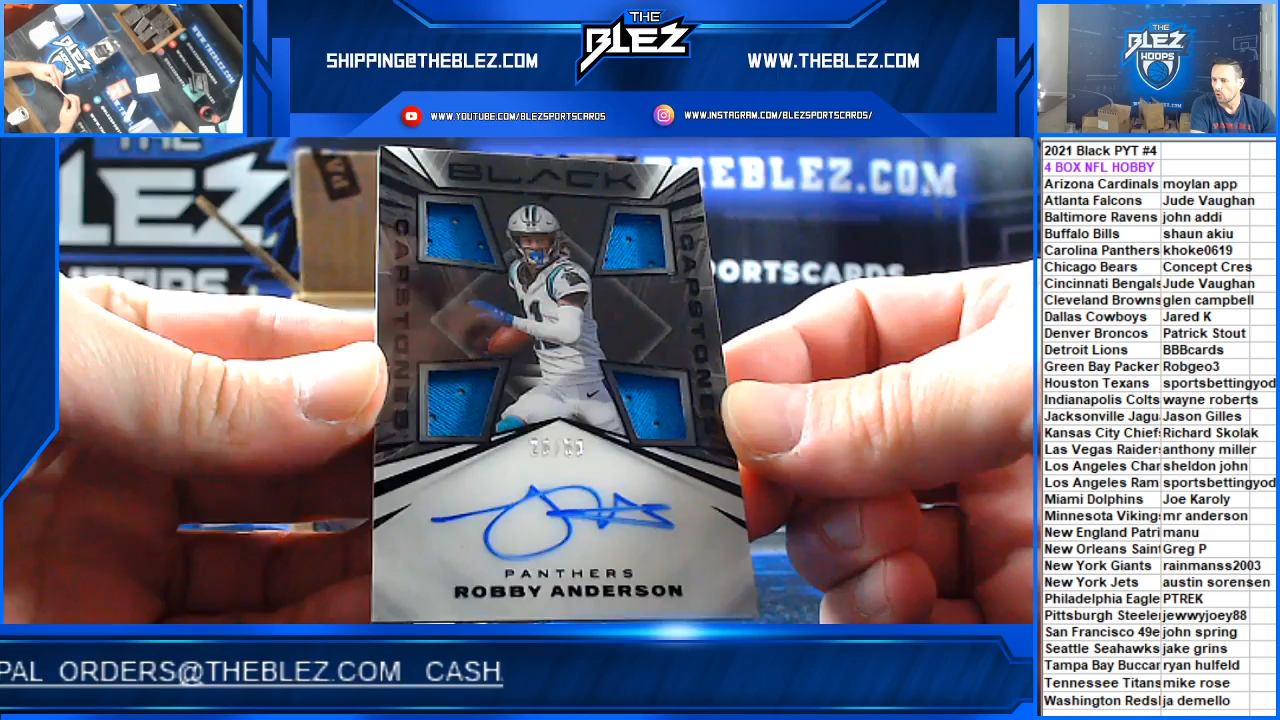 THE
BLEZ
SHIPPING@THEBLEZ.COM
WWW.THEBLEZ.COM
WWW.YOUTUBE.COM/BLEZSPORTSCARDS
WWW.INSTAGRAM.COM/BLEZSPORTSCARDS/
THE
BLEZ
HOOPS
BLACK
CAPSTONES
CAPSTONES
PANTHERS
ROBBY ANDERSON
BLEZ
EBLEZ.COM
PORTSCARDS
PAL ORDERS@THEBLEZ.COM CASH
2021 Black PYT #4
4 BOX NFL HOBBY
Arizona Cardinals moylan app
Atlanta Falcons Jude Vaughan
Baltimore Ravens john addi
Buffalo Bills shaun akiu
Carolina Panthers khoke0619
Chicago Bears Concept Cres
Cincinnati Bengals Jude Vaughan
Cleveland Browns glen campbell
Dallas Cowboys Jared K
Denver Broncos Patrick Stout
Detroit Lions BBBcards
Green Bay Packer Robgeo3
Houston Texans sportsbettingyod
Indianapolis Colts wayne roberts
Jacksonville Jagu Jason Gilles
Kansas City Chief Richard Skolak
Las Vegas Raider anthony miller
Los Angeles Char sheldon john
Los Angeles Ram sportsbettingyod
Miami Dolphins Joe Karoly
Minnesota Viking mr anderson
New England Patri manu
New Orleans Saint Greg P
New York Giants rainmanss2003
New York Jets austin sorensen
Philadelphia Eagle PTREK
Pittsburgh Steele jewwyjoey88
San Francisco 49e john spring
Seattle Seahawks jake grins
Tampa Bay Buccar ryan hulfeld
Tennessee Titans mike rose
Washington Redsl ja demello